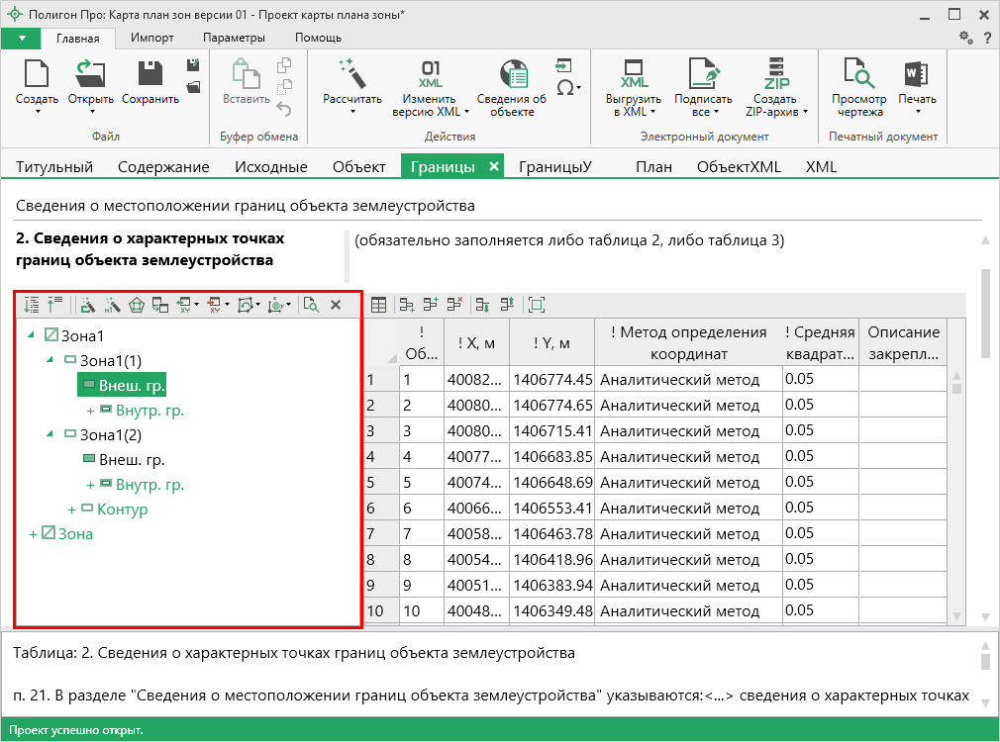 Полигон Про: Карта план зон версии 01 - Проект карты плана зоны*
Главная Импорт Параметры Помощь
?
Создать Открыть Сохранить
Файл
Вставить
Буфер обмена
Рассчитать
01 XML
Изменить версию XML
Сведения об объекте
Действия
XML
Выгрузить в XML
Подписать все
ZIP
Создать ZIP-архив
Электронный документ
Просмотр чертежа
W
Печать
Печатный документ
Титульный Содержание Исходные Объект Границы ГраницыУ План ОбъектXML XML
Сведения о местоположении границ объекта землеустройства
2. Сведения о характерных точках
границ объекта землеустройства
(обязательно заполняется либо таблица 2, либо таблица 3)
Зона1
Зона1(1)
Внеш. гр.
+ Внутр. гр.
Зона1(2)
Внеш. гр.
+ Внутр. гр.
+ Контур
+ Зона
! Об... ! X, м ! Y, м ! Метод определения координат ! Средняя квадрат... Описание закрепл...
1 1 40082... 1406774.45 Аналитический метод 0.05
2 2 40080... 1406774.65 Аналитический метод 0.05
3 3 40080... 1406715.41 Аналитический метод 0.05
4 4 40077... 1406683.85 Аналитический метод 0.05
5 5 40074... 1406648.69 Аналитический метод 0.05
6 6 40066... 1406553.41 Аналитический метод 0.05
7 7 40058... 1406463.78 Аналитический метод 0.05
8 8 40054... 1406418.96 Аналитический метод 0.05
9 9 40051... 1406383.94 Аналитический метод 0.05
10 10 40048... 1406349.48 Аналитический метод 0.05
Таблица: 2. Сведения о характерных точках границ объекта землеустройства
п. 21. В разделе "Сведения о местоположении границ объекта землеустройства" указываются:<...> сведения о характерных точках
Проект успешно открыт.